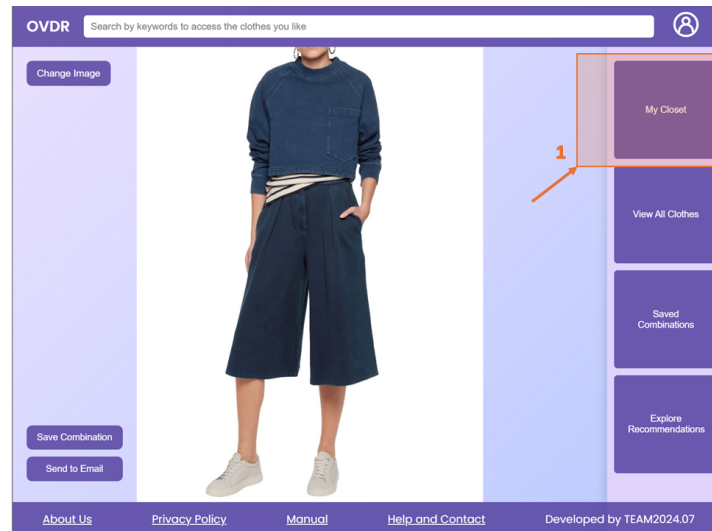 OVDR
Search by keywords to access the clothes you like
Change Image
My Closet
1
View All Clothes
Saved
Combinations
Explore
Recommendations
Save Combination
Send to Email
About Us
Privacy Policy
Manual
Help and Contact
Developed by TEAM2024.07